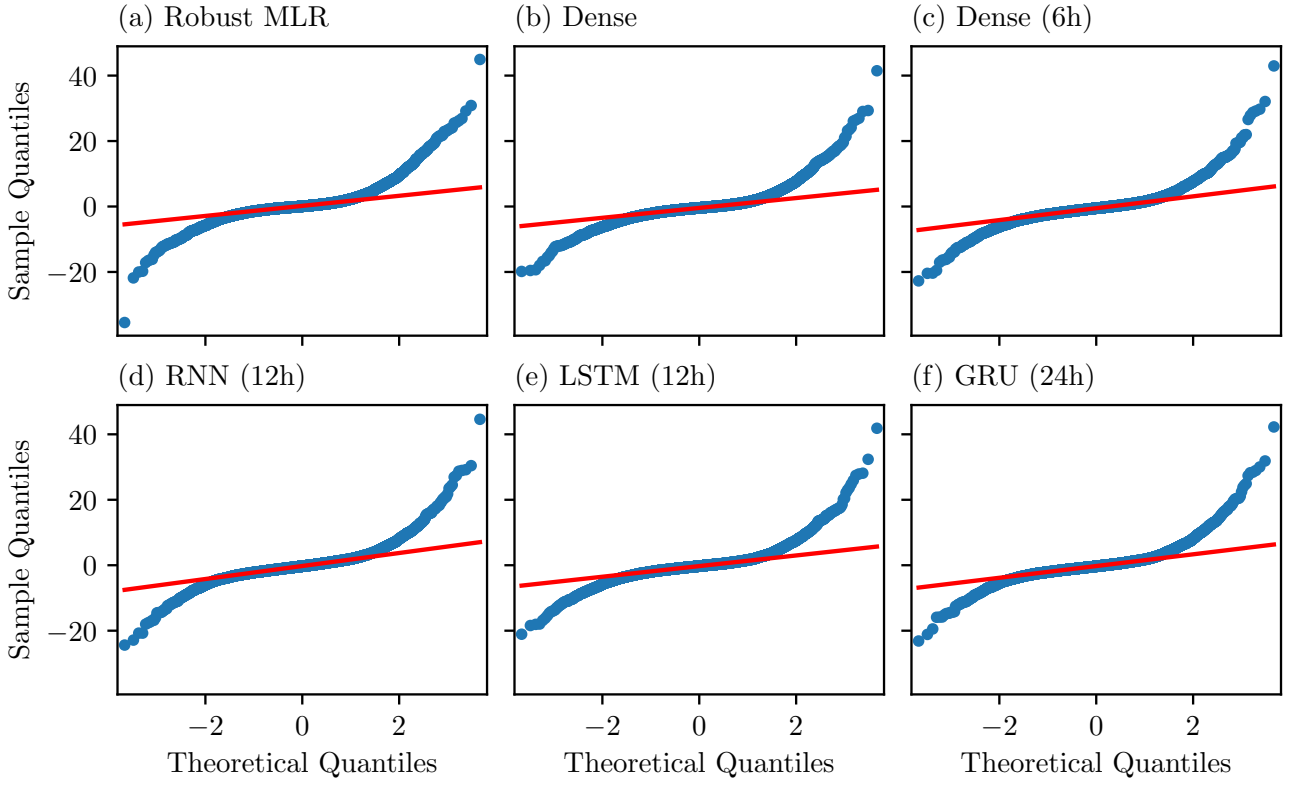 (a) Robust MLR
(b) Dense
(c) Dense (6h)
Sample Quantiles
40
20
0
−20
(d) RNN (12h)
(e) LSTM (12h)
(f) GRU (24h)
Sample Quantiles
40
20
0
−20
−2 0 2
−2 0 2
−2 0 2
Theoretical Quantiles
Theoretical Quantiles
Theoretical Quantiles